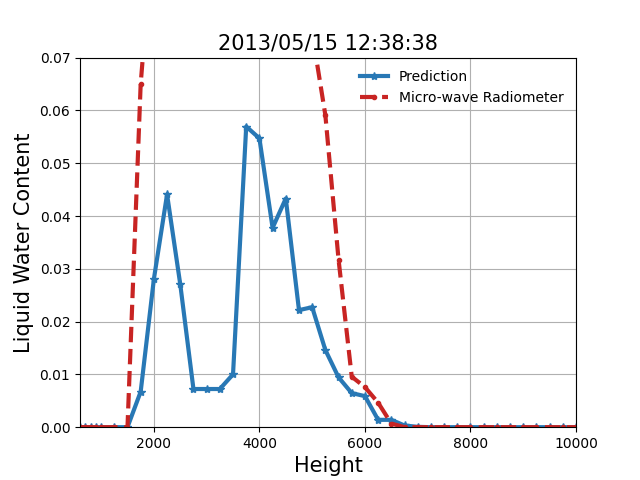 2013/05/15 12:38:38
Prediction
Micro-wave Radiometer
Liquid Water Content
0.07
0.06
0.05
0.04
0.03
0.02
0.01
0.00
2000 4000 6000 8000 10000
Height